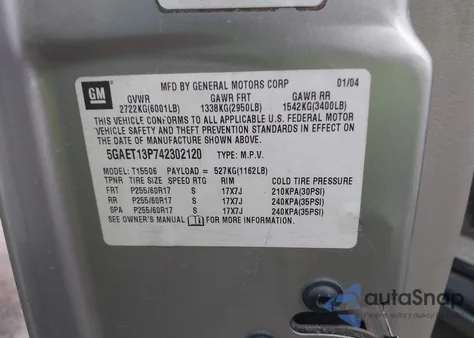 GM
MFD BY GENERAL MOTORS CORP 01/04
GVWR GAWR FRT GAWR RR
2722KG(6001LB) 1338KG(2950LB) 1542KG(3400LB)
THIS VEHICLE CONFORMS TO ALL APPLICABLE U.S. FEDERAL MOTOR
VEHICLE SAFETY AND THEFT PREVENTION STANDARDS IN EFFECT ON
THE DATE OF MANUFACTURE SHOWN ABOVE.
5GAET13P742302120 TYPE: M.P.V.
MODEL: T15506 PAYLOAD = 527KG(1162LB)
TPNR TIRE SIZE SPEED RTG RIM COLD TIRE PRESSURE
FRT P255/60R17 S 17X7J 210KPA(30PSI)
RR P255/60R17 S 17X7J 240KPA(35PSI)
SPA P255/60R17 S 17X7J 240KPA(35PSI)
SEE OWNER'S MANUAL FOR MORE INFORMATION.
autoSnap